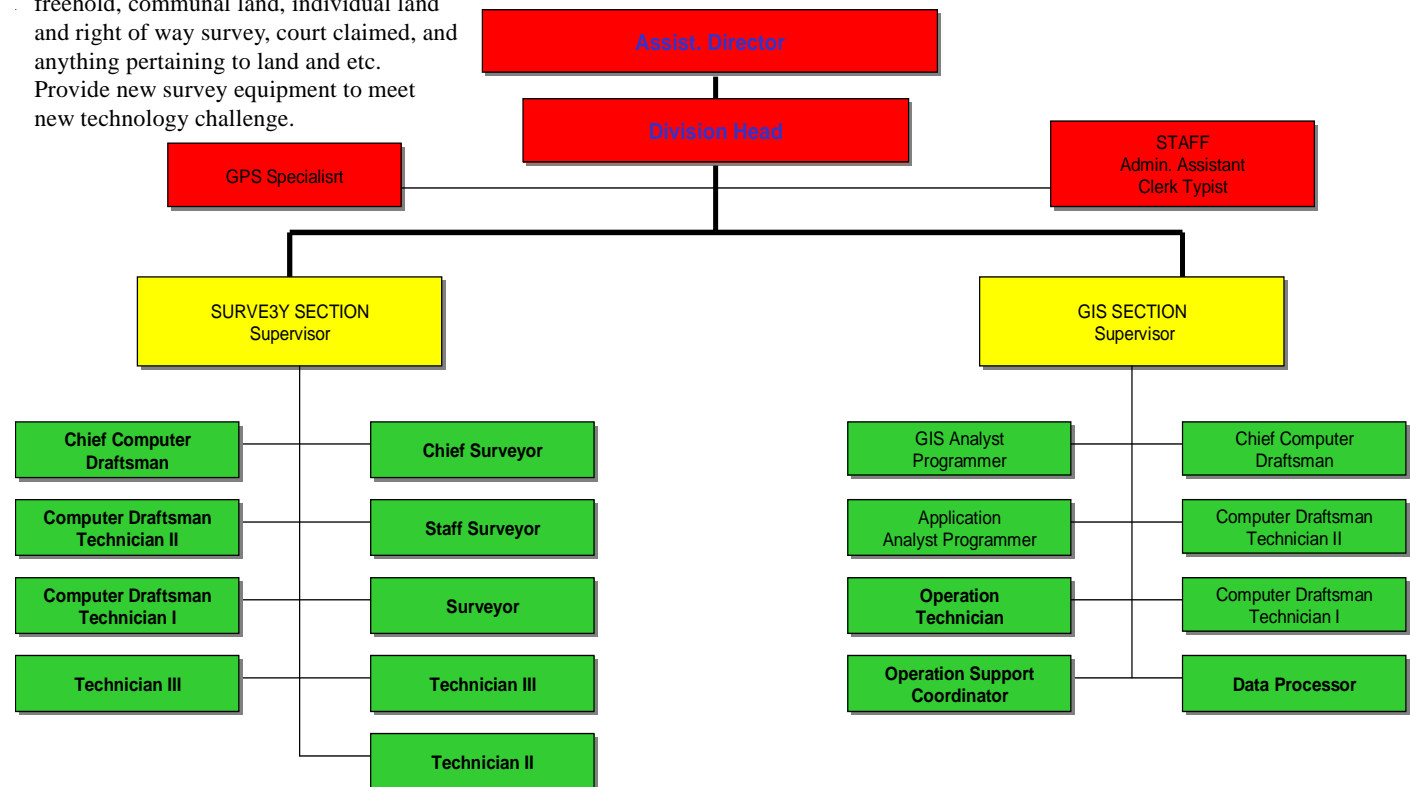 freehold, communal land, individual land
and right of way survey, court claimed, and
anything pertaining to land and etc.
Provide new survey equipment to meet
new technology challenge.
Assist. Director
Division Head
GPS Specialisrt
STAFF
Admin. Assistant
Clerk Typist
SURVE3Y SECTION
Supervisor
GIS SECTION
Supervisor
Chief Computer
Draftsman
Chief Surveyor
GIS Analyst
Programmer
Chief Computer
Draftsman
Computer Draftsman
Technician II
Staff Surveyor
Application
Analyst Programmer
Computer Draftsman
Technician II
Computer Draftsman
Technician I
Surveyor
Operation
Technician
Computer Draftsman
Technician I
Technician III
Technician III
Operation Support
Coordinator
Data Processor
Technician II